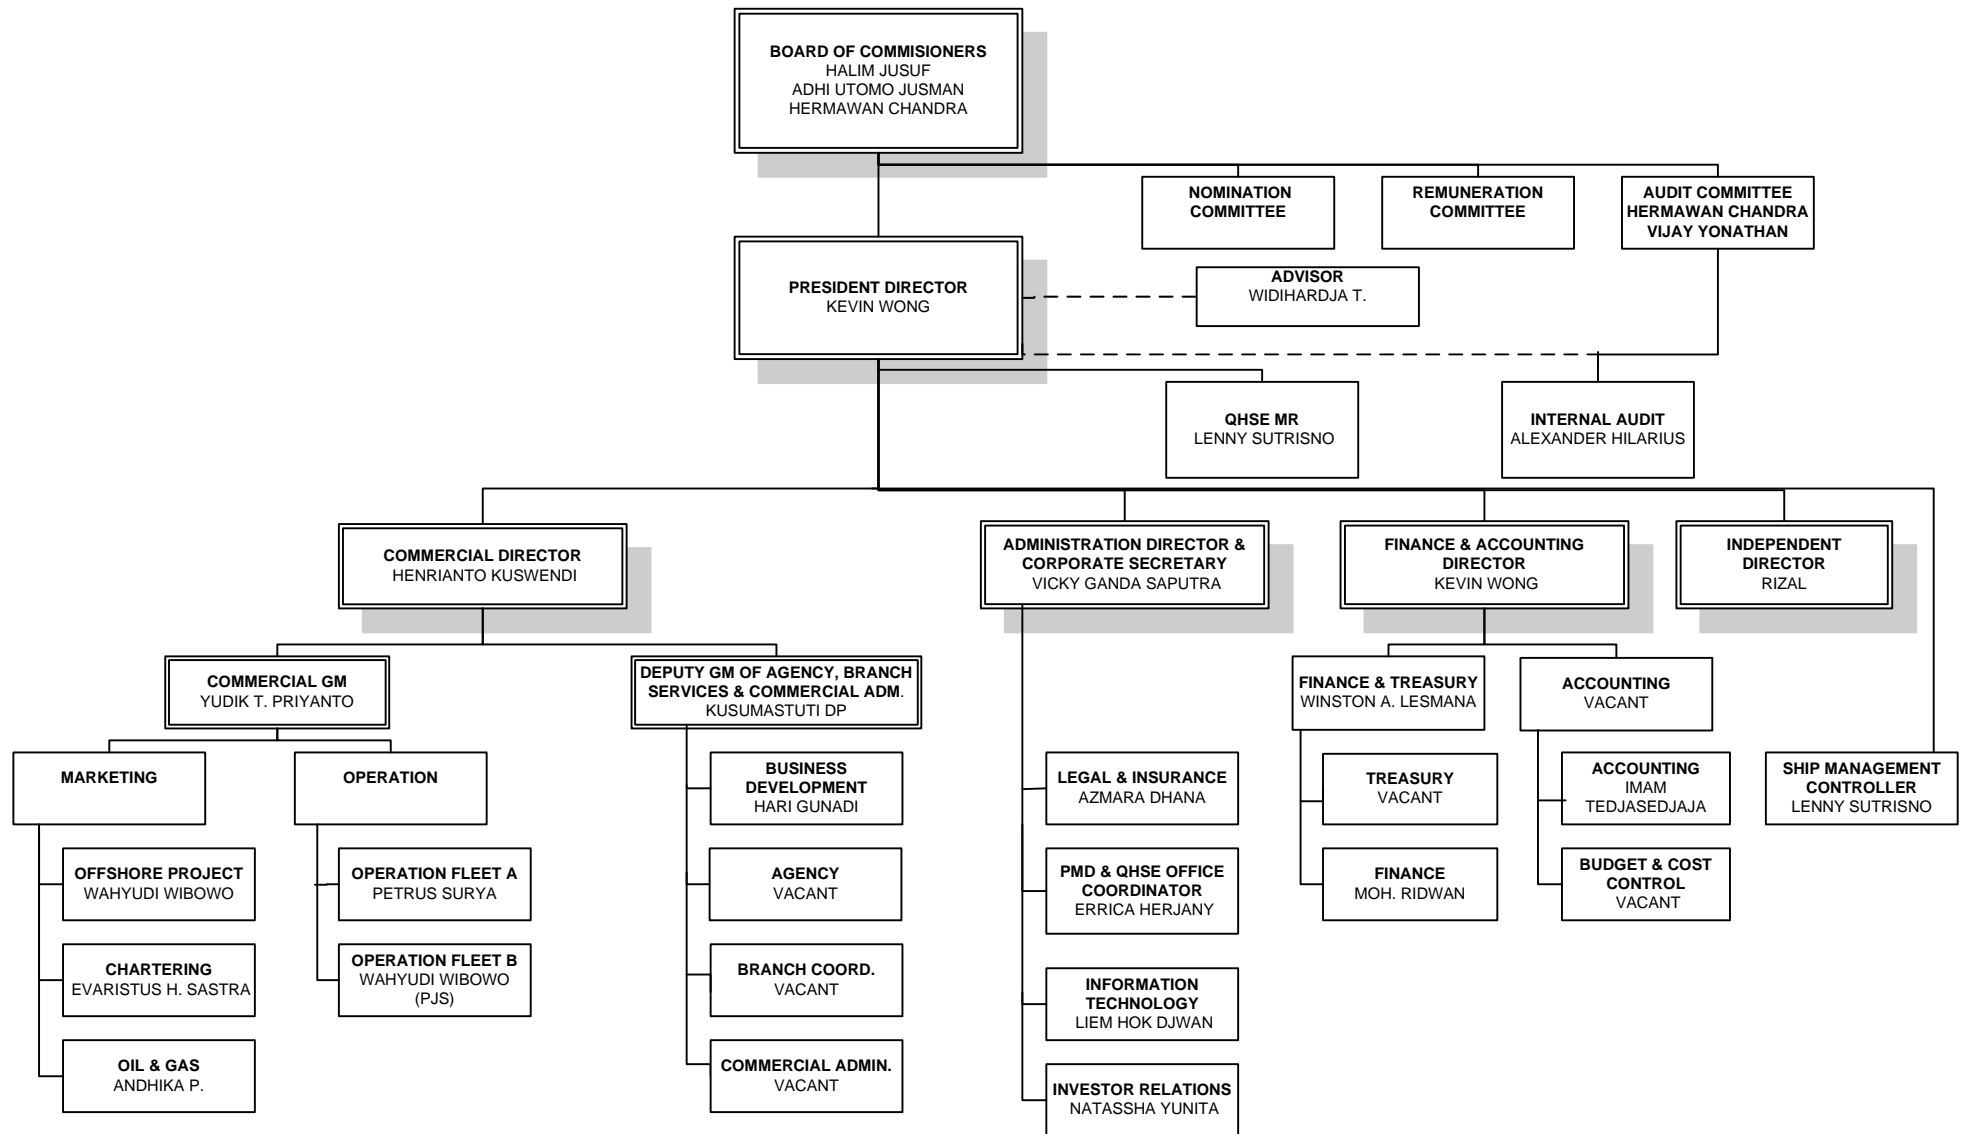 BOARD OF COMMISIONERS
HALIM JUSUF
ADHI UTOMO JUSMAN
HERMAWAN CHANDRA
NOMINATION
COMMITTEE
REMUNERATION
COMMITTEE
AUDIT COMMITTEE
HERMAWAN CHANDRA
VIJAY YONATHAN
PRESIDENT DIRECTOR
KEVIN WONG
ADVISOR
WIDIHARDJA T.
QHSE MR
LENNY SUTRISNO
INTERNAL AUDIT
ALEXANDER HILARIUS
COMMERCIAL DIRECTOR
HENRIANTO KUSWENDI
ADMINISTRATION DIRECTOR &
CORPORATE SECRETARY
VICKY GANDA SAPUTRA
FINANCE & ACCOUNTING
DIRECTOR
KEVIN WONG
INDEPENDENT
DIRECTOR
RIZAL
COMMERCIAL GM
YUDIK T. PRIYANTO
DEPUTY GM OF AGENCY, BRANCH
SERVICES & COMMERCIAL ADM.
KUSUMASTUTI DP
FINANCE & TREASURY
WINSTON A. LESMANA
ACCOUNTING
VACANT
MARKETING
OPERATION
BUSINESS
DEVELOPMENT
HARI GUNADI
LEGAL & INSURANCE
AZMARA DHANA
TREASURY
VACANT
ACCOUNTING
IMAM
TEDJASEDJAJA
SHIP MANAGEMENT
CONTROLLER
LENNY SUTRISNO
OFFSHORE PROJECT
WAHYUDI WIBOWO
OPERATION FLEET A
PETRUS SURYA
AGENCY
VACANT
PMD & QHSE OFFICE
COORDINATOR
ERRICA HERJANY
FINANCE
MOH. RIDWAN
BUDGET & COST
CONTROL
VACANT
CHARTERING
EVARISTUS H. SASTRA
OPERATION FLEET B
WAHYUDI WIBOWO
(PJS)
BRANCH COORD.
VACANT
INFORMATION
TECHNOLOGY
LIEM HOK DJWAN
OIL & GAS
ANDHIKA P.
COMMERCIAL ADMIN.
VACANT
INVESTOR RELATIONS
NATASSHA YUNITA